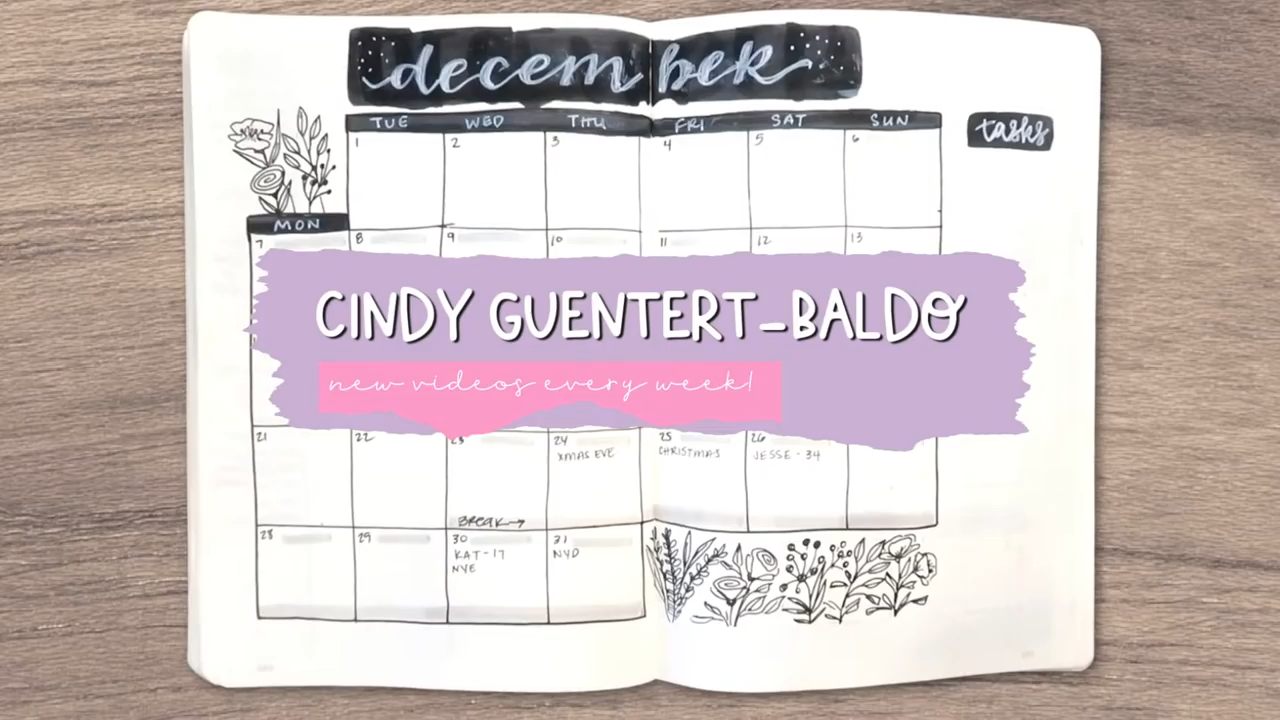 december
TUE WED THU FRI SAT SUN
tasks
1 2 3 4 5 6
MON
7 8 9 10 11 12 13
CINDY GUENTERT-BALDO
new videos every week!
21 22 23 24 25 26
XMAS EVE CHRISTMAS JESSE - 34
BREAK→
28 29 30 31
KAT-17 NYD
NYE